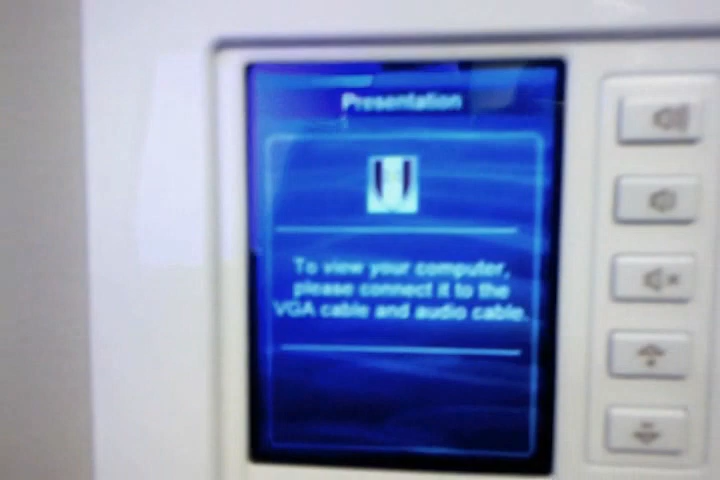 Presentation
To view your computer,
please connect it to the
VGA cable and audio cable.